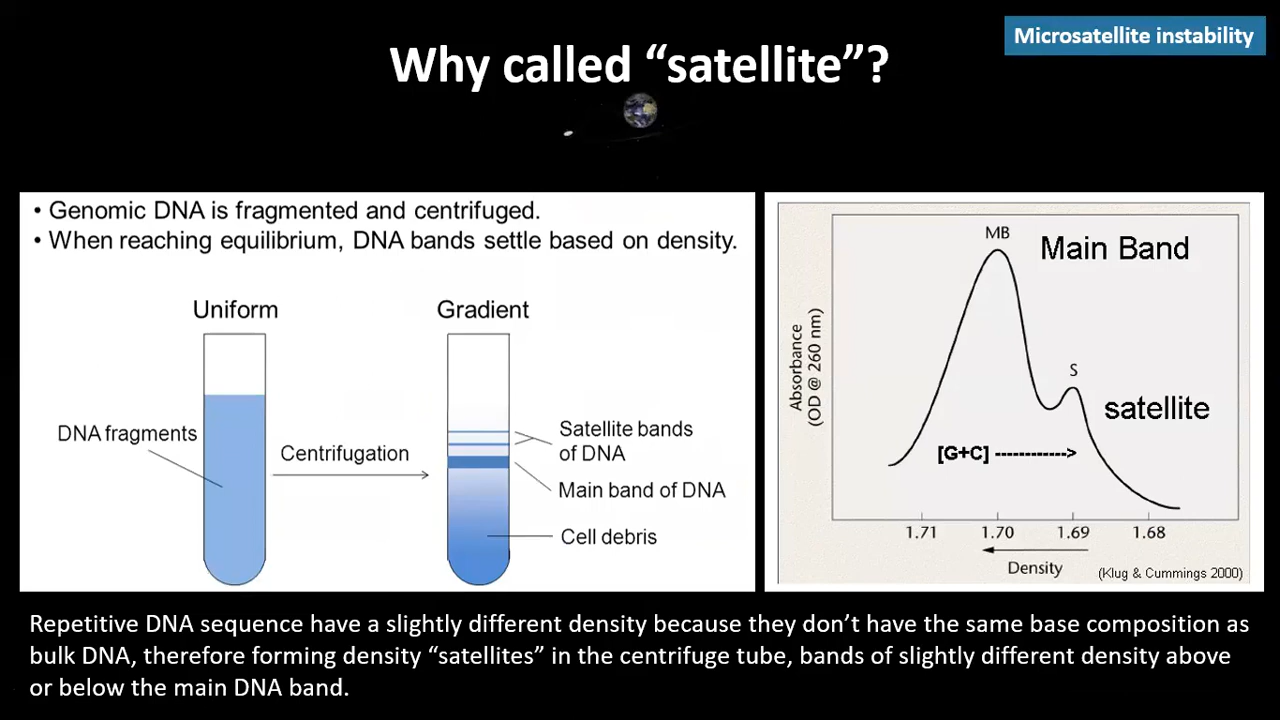 Microsatellite instability
Why called “satellite”?
• Genomic DNA is fragmented and centrifuged.
• When reaching equilibrium, DNA bands settle based on density.
Uniform
Gradient
DNA fragments
Centrifugation
Satellite bands
of DNA
Main band of DNA
Cell debris
MB
Main Band
S
satellite
[G+C] ------------>
Absorbance
(OD @ 260 nm)
1.71 1.70 1.69 1.68
Density
(Klug & Cummings 2000)
Repetitive DNA sequence have a slightly different density because they don’t have the same base composition as
bulk DNA, therefore forming density “satellites” in the centrifuge tube, bands of slightly different density above
or below the main DNA band.